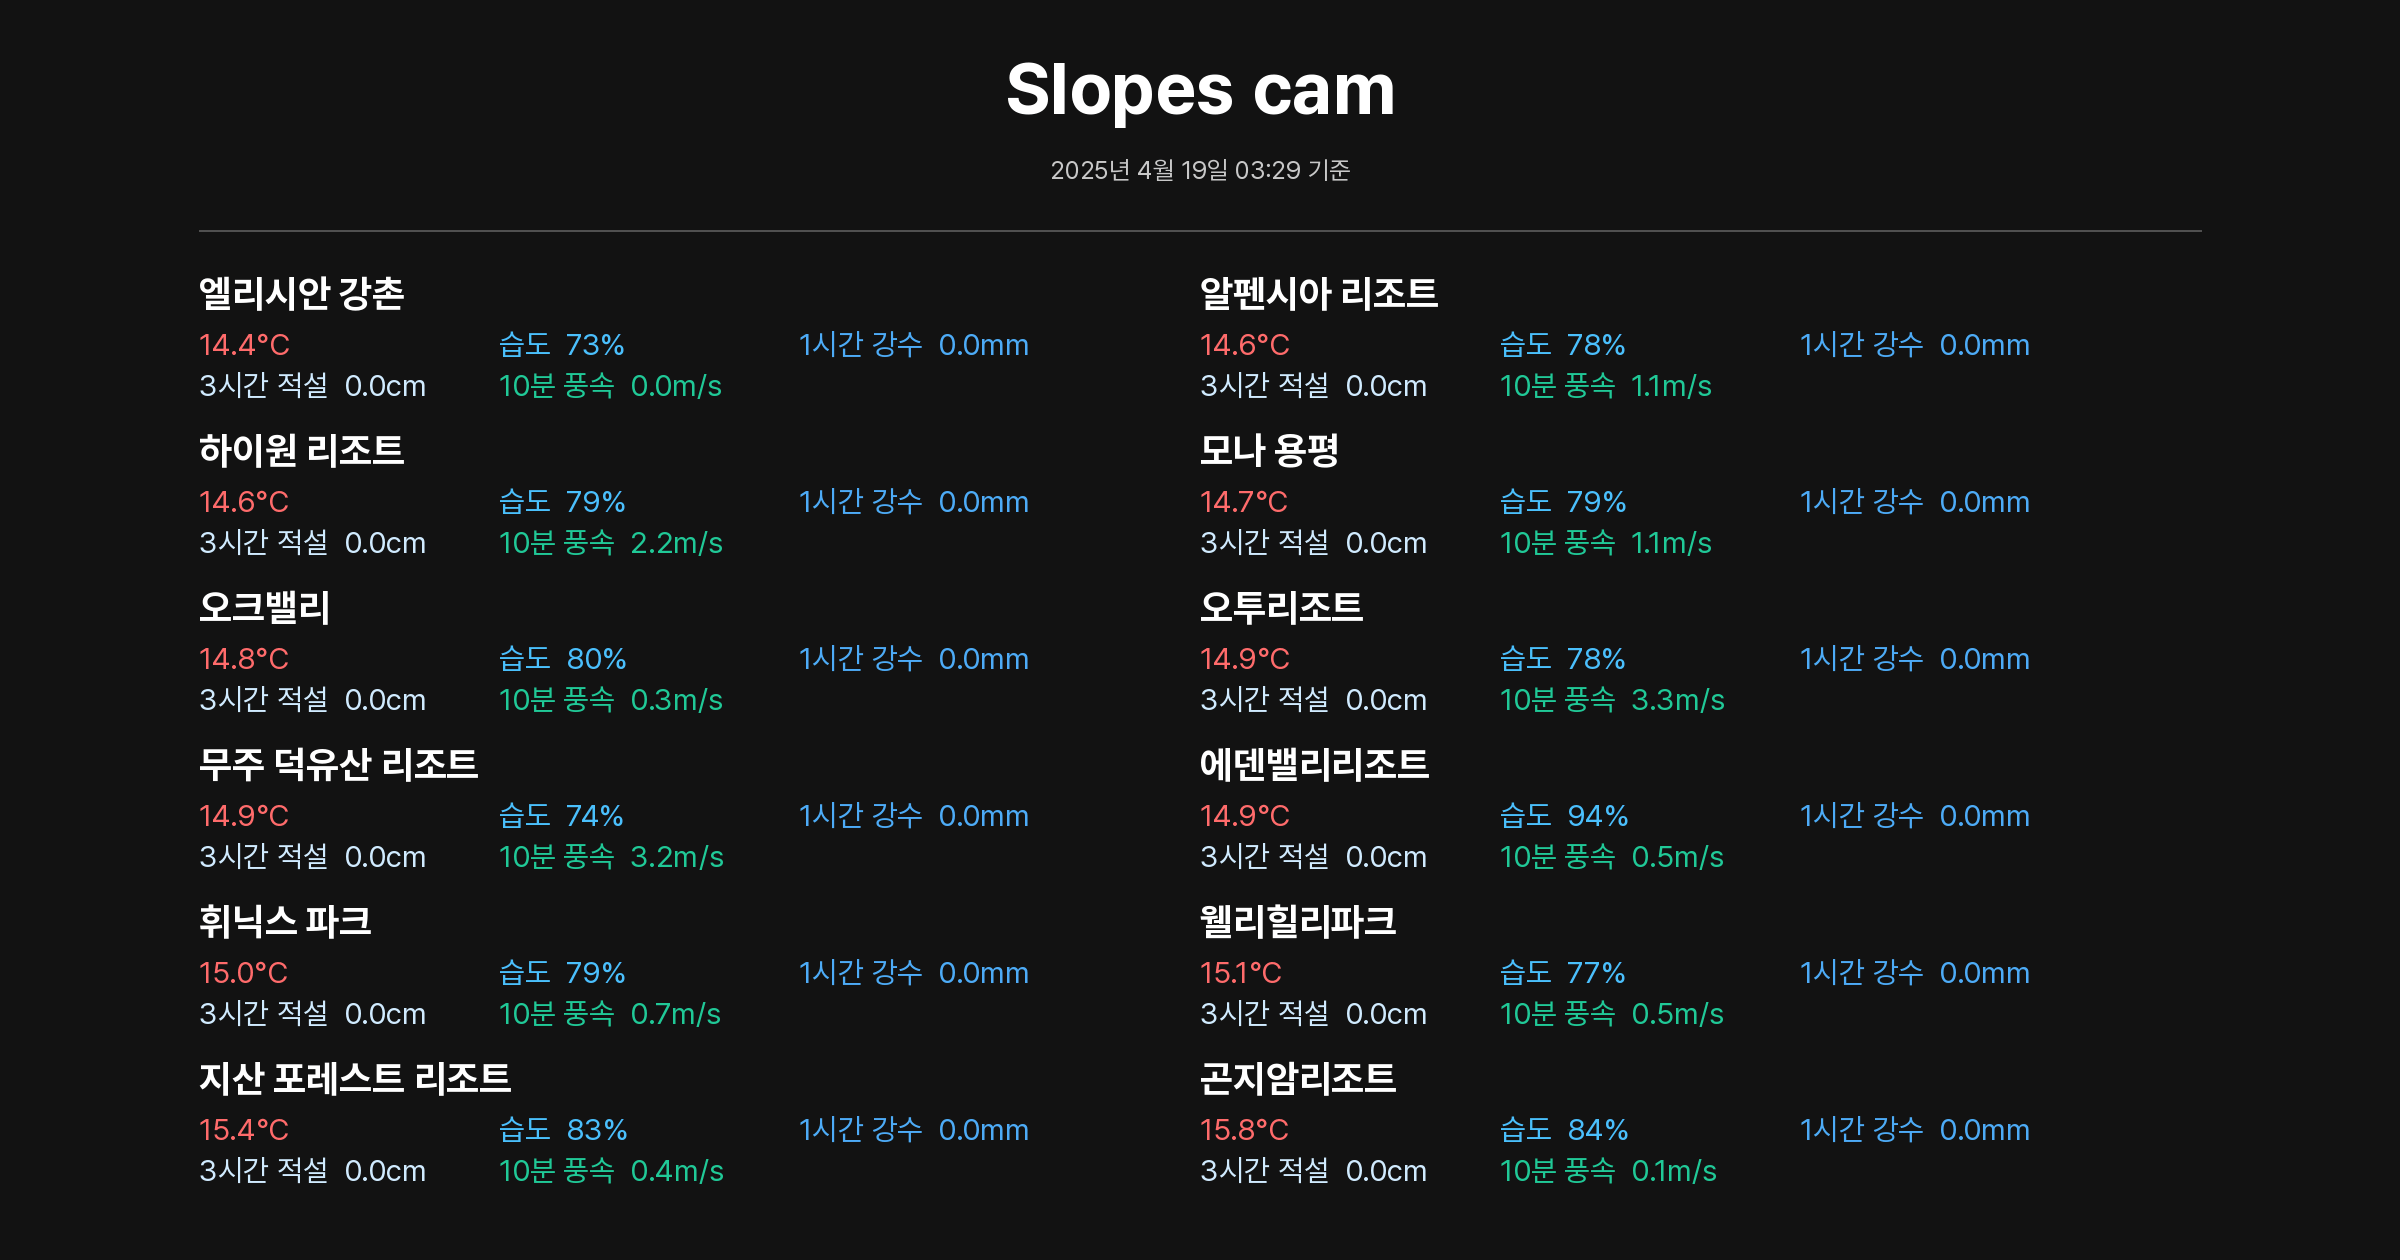 Slopes cam
2025년 4월 19일 03:29 기준
엘리시안 강촌
14.4°C 습도 73% 1시간 강수 0.0mm
3시간 적설 0.0cm 10분 풍속 0.0m/s
알펜시아 리조트
14.6°C 습도 78% 1시간 강수 0.0mm
3시간 적설 0.0cm 10분 풍속 1.1m/s
하이원 리조트
14.6°C 습도 79% 1시간 강수 0.0mm
3시간 적설 0.0cm 10분 풍속 2.2m/s
모나 용평
14.7°C 습도 79% 1시간 강수 0.0mm
3시간 적설 0.0cm 10분 풍속 1.1m/s
오크밸리
14.8°C 습도 80% 1시간 강수 0.0mm
3시간 적설 0.0cm 10분 풍속 0.3m/s
오투리조트
14.9°C 습도 78% 1시간 강수 0.0mm
3시간 적설 0.0cm 10분 풍속 3.3m/s
무주 덕유산 리조트
14.9°C 습도 74% 1시간 강수 0.0mm
3시간 적설 0.0cm 10분 풍속 3.2m/s
에덴밸리리조트
14.9°C 습도 94% 1시간 강수 0.0mm
3시간 적설 0.0cm 10분 풍속 0.5m/s
휘닉스 파크
15.0°C 습도 79% 1시간 강수 0.0mm
3시간 적설 0.0cm 10분 풍속 0.7m/s
웰리힐리파크
15.1°C 습도 77% 1시간 강수 0.0mm
3시간 적설 0.0cm 10분 풍속 0.5m/s
지산 포레스트 리조트
15.4°C 습도 83% 1시간 강수 0.0mm
3시간 적설 0.0cm 10분 풍속 0.4m/s
곤지암리조트
15.8°C 습도 84% 1시간 강수 0.0mm
3시간 적설 0.0cm 10분 풍속 0.1m/s